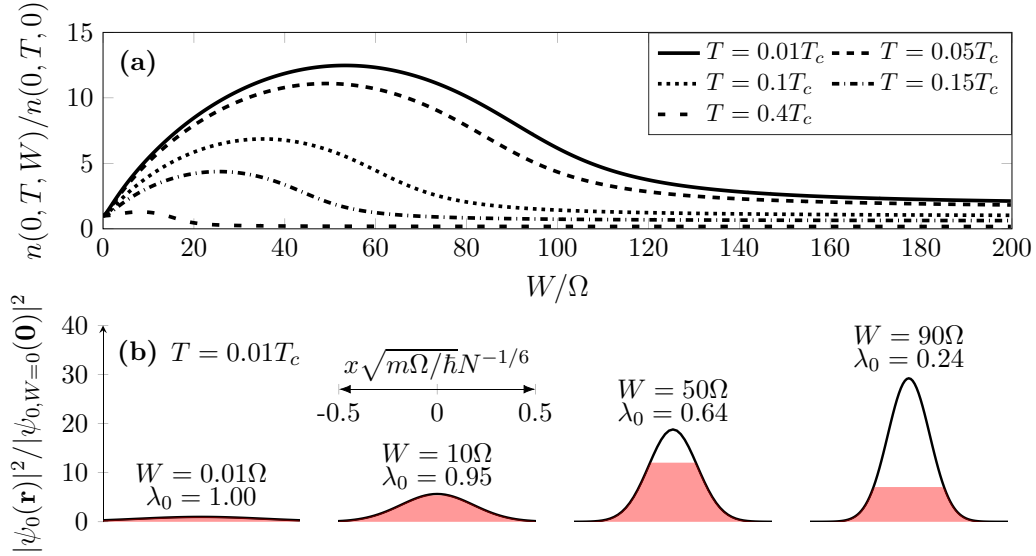 n(0, T, W)/n(0, T, 0)
15
10
5
0
(a)
T = 0.01T_c
T = 0.05T_c
T = 0.1T_c
T = 0.15T_c
T = 0.4T_c
0 20 40 60 80 100 120 140 160 180 200
W/Ω
|ψ_0(r)|^2/|ψ_{0,W=0}(0)|^2
40
30
20
10
0
(b) T = 0.01T_c
x√(mΩ/ħ)N^{-1/6}
-0.5 0 0.5
W = 0.01Ω
λ_0 = 1.00
W = 10Ω
λ_0 = 0.95
W = 50Ω
λ_0 = 0.64
W = 90Ω
λ_0 = 0.24